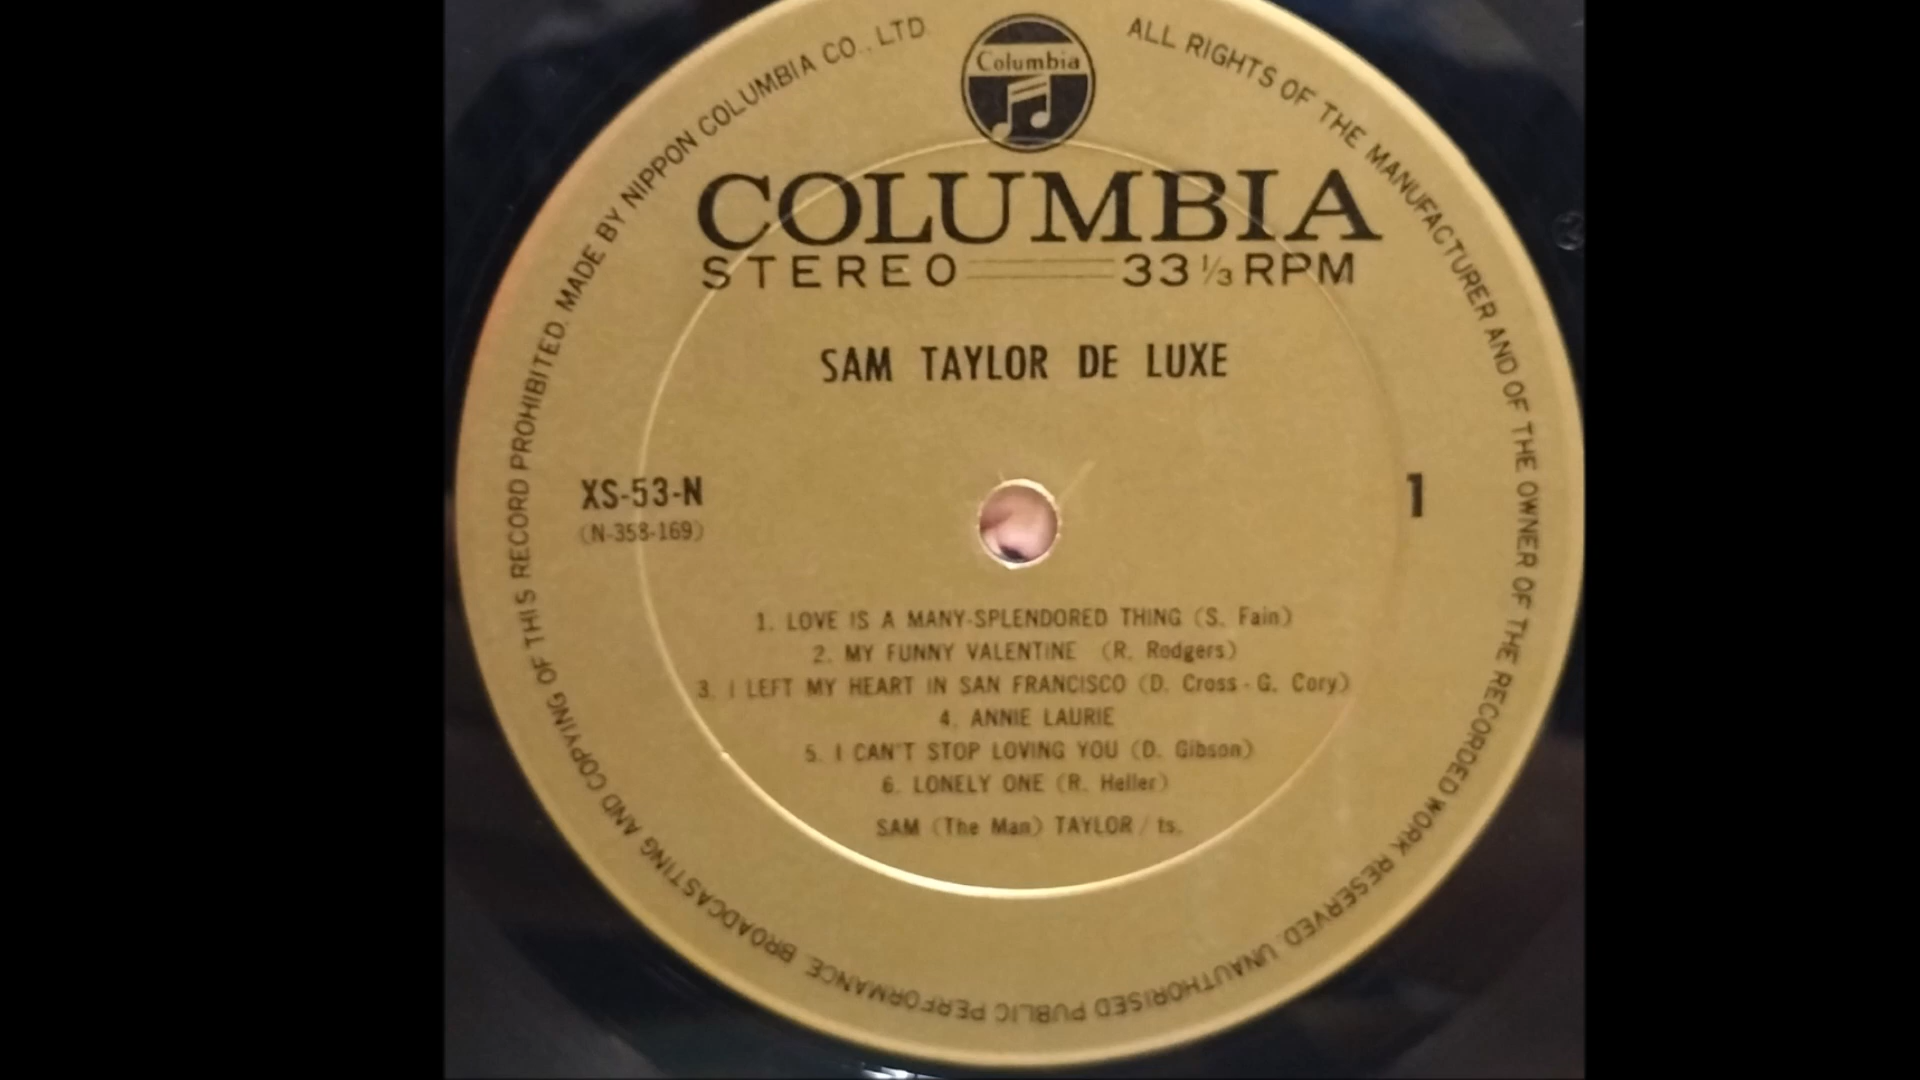 ALL RIGHTS OF THE MANUFACTURER AND OF THE OWNER OF THE RECORDED WORK RESERVED. UNAUTHORISED PUBLIC PERFORMANCE. BROADCASTING AND COPYING OF THIS RECORD PROHIBITED. MADE BY NIPPON COLUMBIA CO., LTD.
Columbia
COLUMBIA
STEREO 33 1/3 RPM
SAM TAYLOR DE LUXE
XS-53-N
(N-358-169)
1
1. LOVE IS A MANY-SPLENDORED THING (S. Fain)
2. MY FUNNY VALENTINE (R. Rodgers)
3. I LEFT MY HEART IN SAN FRANCISCO (D. Cross - G. Cory)
4. ANNIE LAURIE
5. I CAN'T STOP LOVING YOU (D. Gibson)
6. LONELY ONE (R. Heller)
SAM (The Man) TAYLOR / ts.